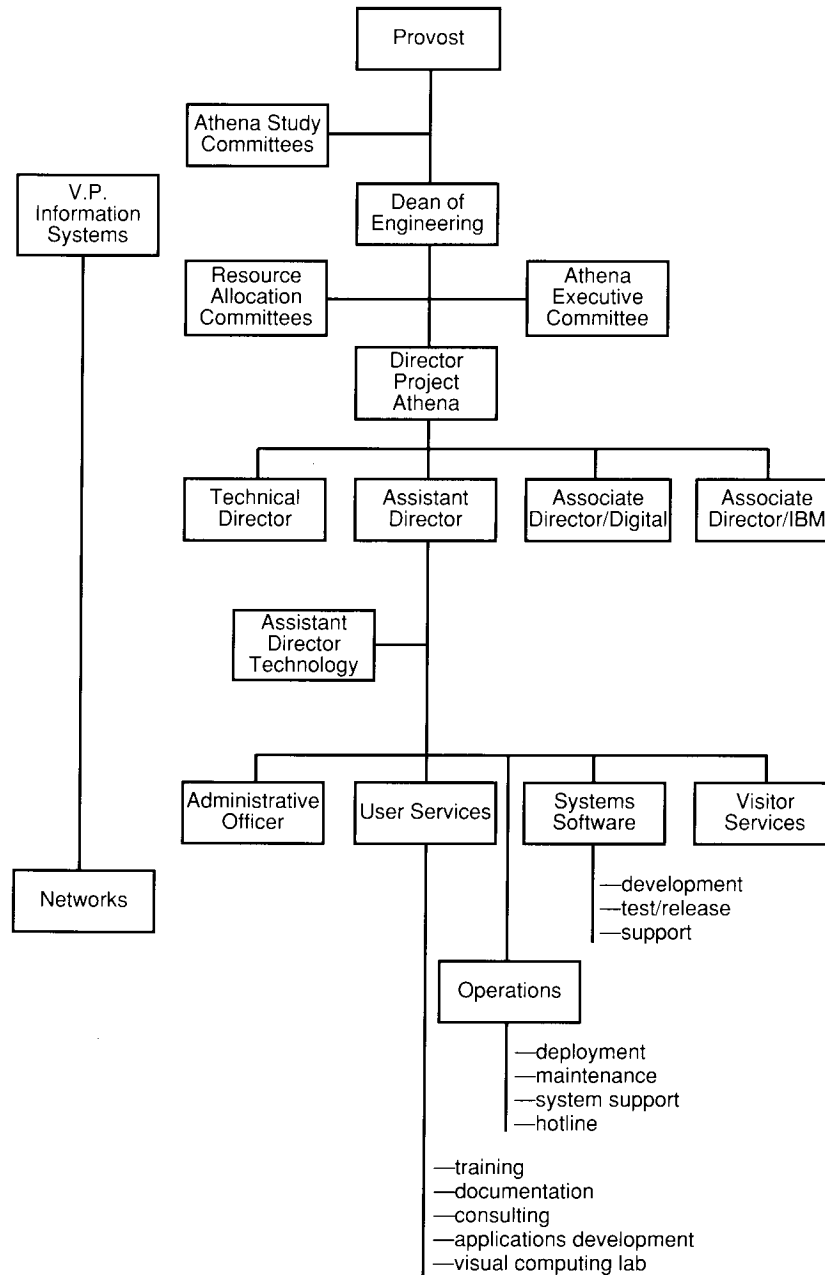 Provost
Athena Study
Committees
V.P.
Information
Systems
Dean of
Engineering
Resource
Allocation
Committees
Athena
Executive
Committee
Director
Project
Athena
Technical
Director
Assistant
Director
Associate
Director/Digital
Associate
Director/IBM
Assistant
Director
Technology
Administrative
Officer
User Services
Systems
Software
Visitor
Services
Networks
—development
—test/release
—support
Operations
—deployment
—maintenance
—system support
—hotline
—training
—documentation
—consulting
—applications development
—visual computing lab